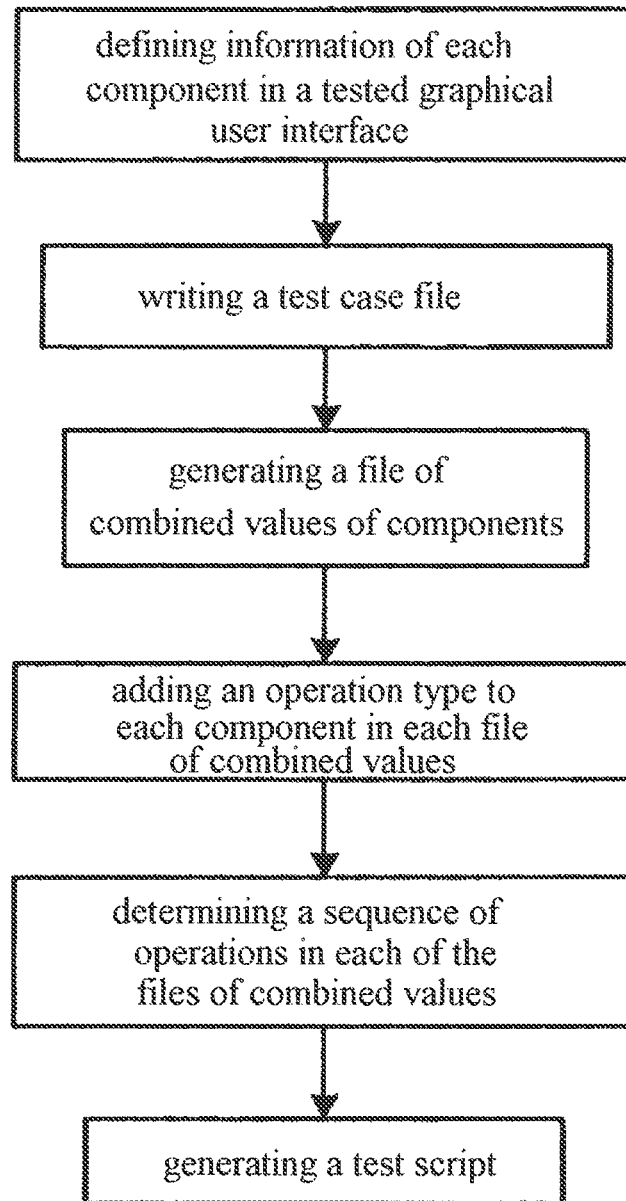 defining information of each
component in a tested graphical
user interface
writing a test case file
generating a file of
combined values of components
adding an operation type to
each component in each file
of combined values
determining a sequence of
operations in each of the
files of combined values
generating a test script